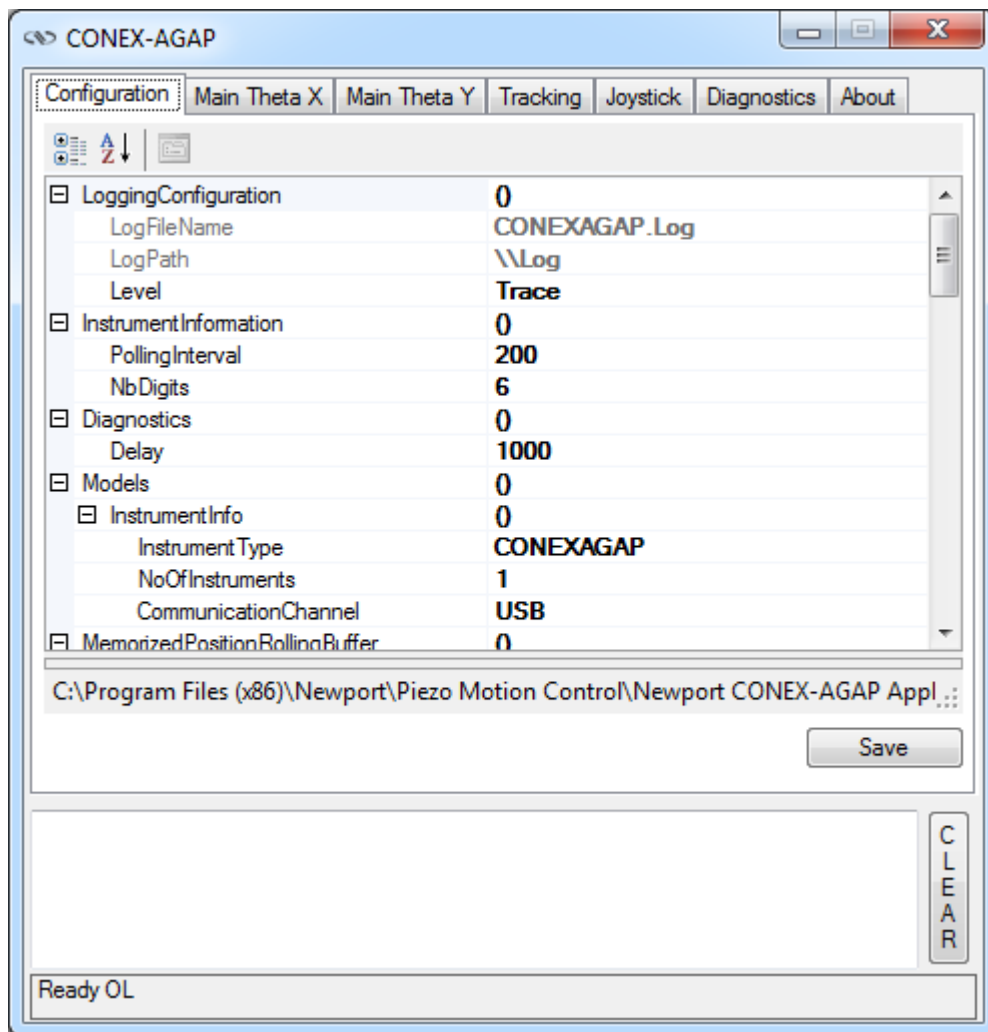 CONEX-AGAP
Configuration Main Theta X Main Theta Y Tracking Joystick Diagnostics About
LoggingConfiguration ()
LogFileName CONEXAGAP.Log
LogPath \\Log
Level Trace
InstrumentInformation ()
PollingInterval 200
NbDigits 6
Diagnostics ()
Delay 1000
Models ()
InstrumentInfo ()
InstrumentType CONEXAGAP
NoOfInstruments 1
CommunicationChannel USB
MemorizedPositionRollingBuffer ()
C:\Program Files (x86)\Newport\Piezo Motion Control\Newport CONEX-AGAP Appl
Save
CLEAR
Ready OL